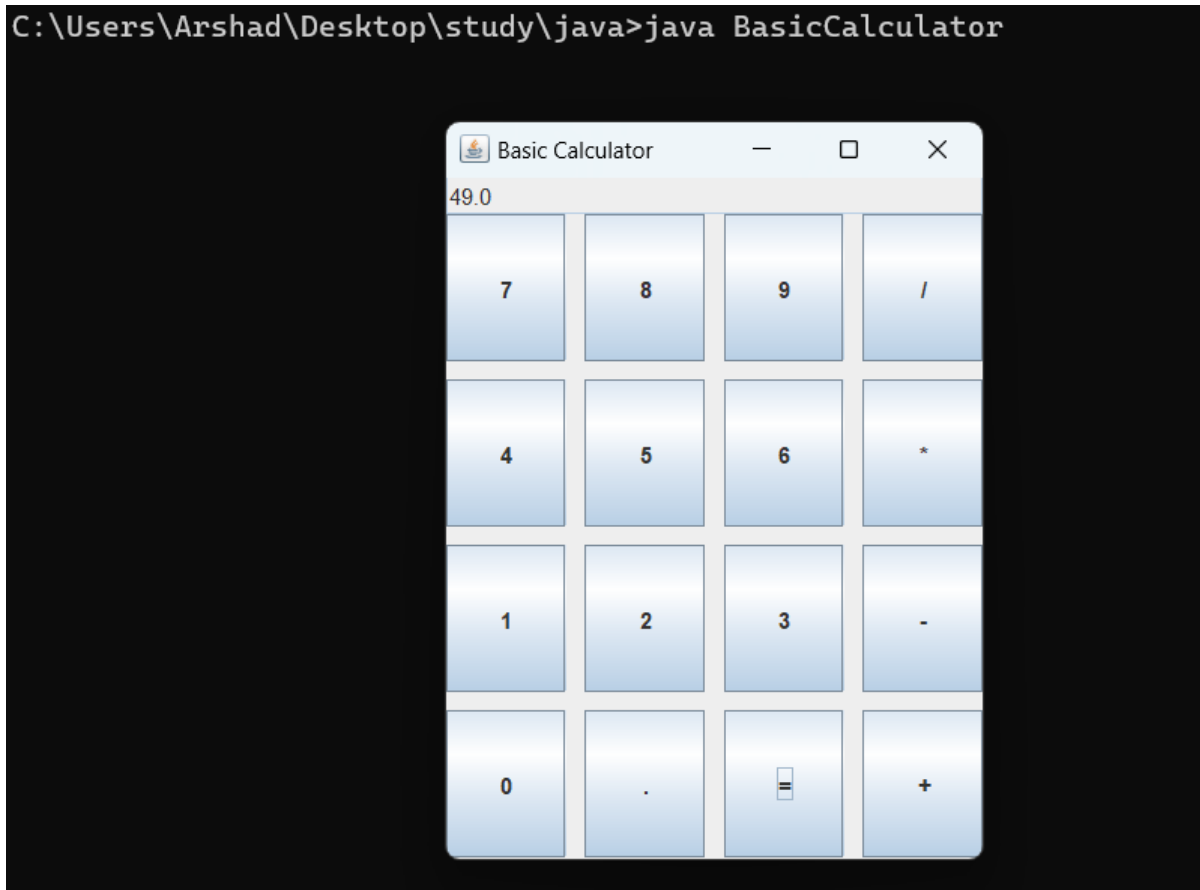 C:\Users\Arshad\Desktop\study\java>java BasicCalculator
Basic Calculator
49.0
7 8 9 /
4 5 6 *
1 2 3 -
0 . = +